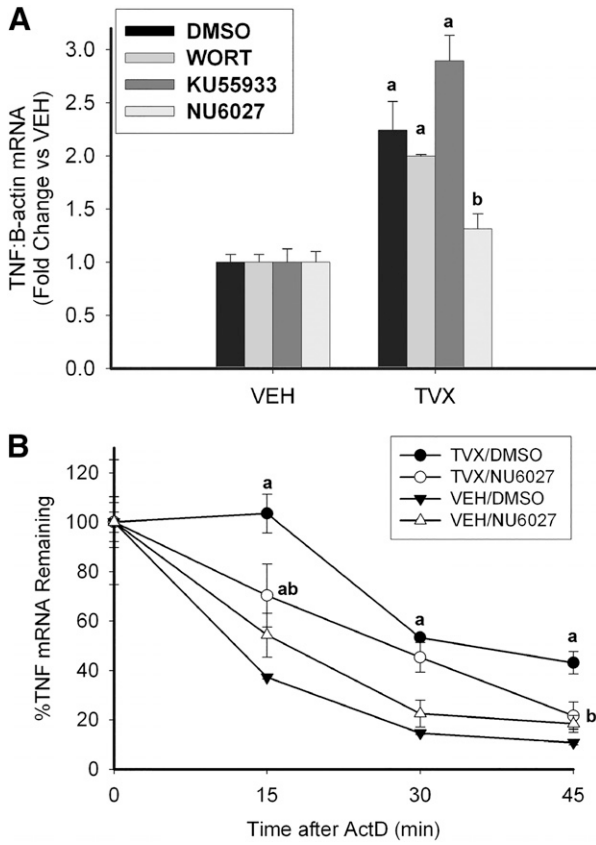 A
TNF:B-actin mRNA
(Fold Change vs VEH)
3.0
2.5
2.0
1.5
1.0
0.5
0.0
DMSO
WORT
KU55933
NU6027
a
a
a
b
VEH
TVX
B
%TNF mRNA Remaining
120
100
80
60
40
20
0
TVX/DMSO
TVX/NU6027
VEH/DMSO
VEH/NU6027
a
ab
a
a
b
0
15
30
45
Time after ActD (min)